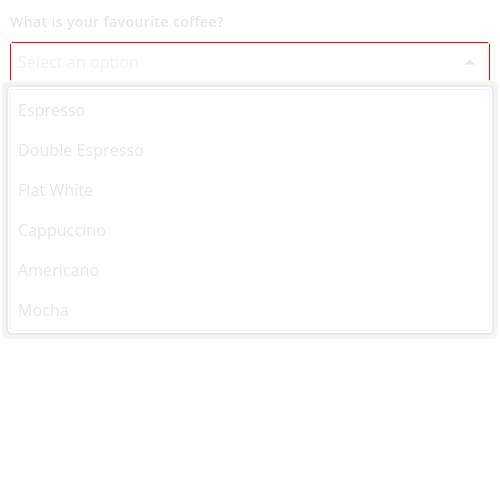 What is your favourite coffee?
Select an option
Espresso
Double Espresso
Flat White
Cappuccino
Americano
Mocha